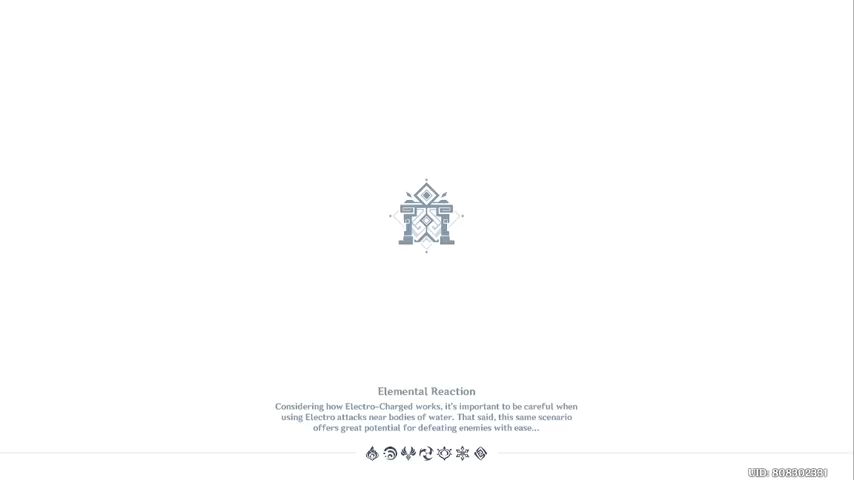 Elemental Reaction
Considering how Electro-Charged works, it's important to be careful when
using Electro attacks near bodies of water. That said, this same scenario
offers great potential for defeating enemies with ease...
UID: 808302331